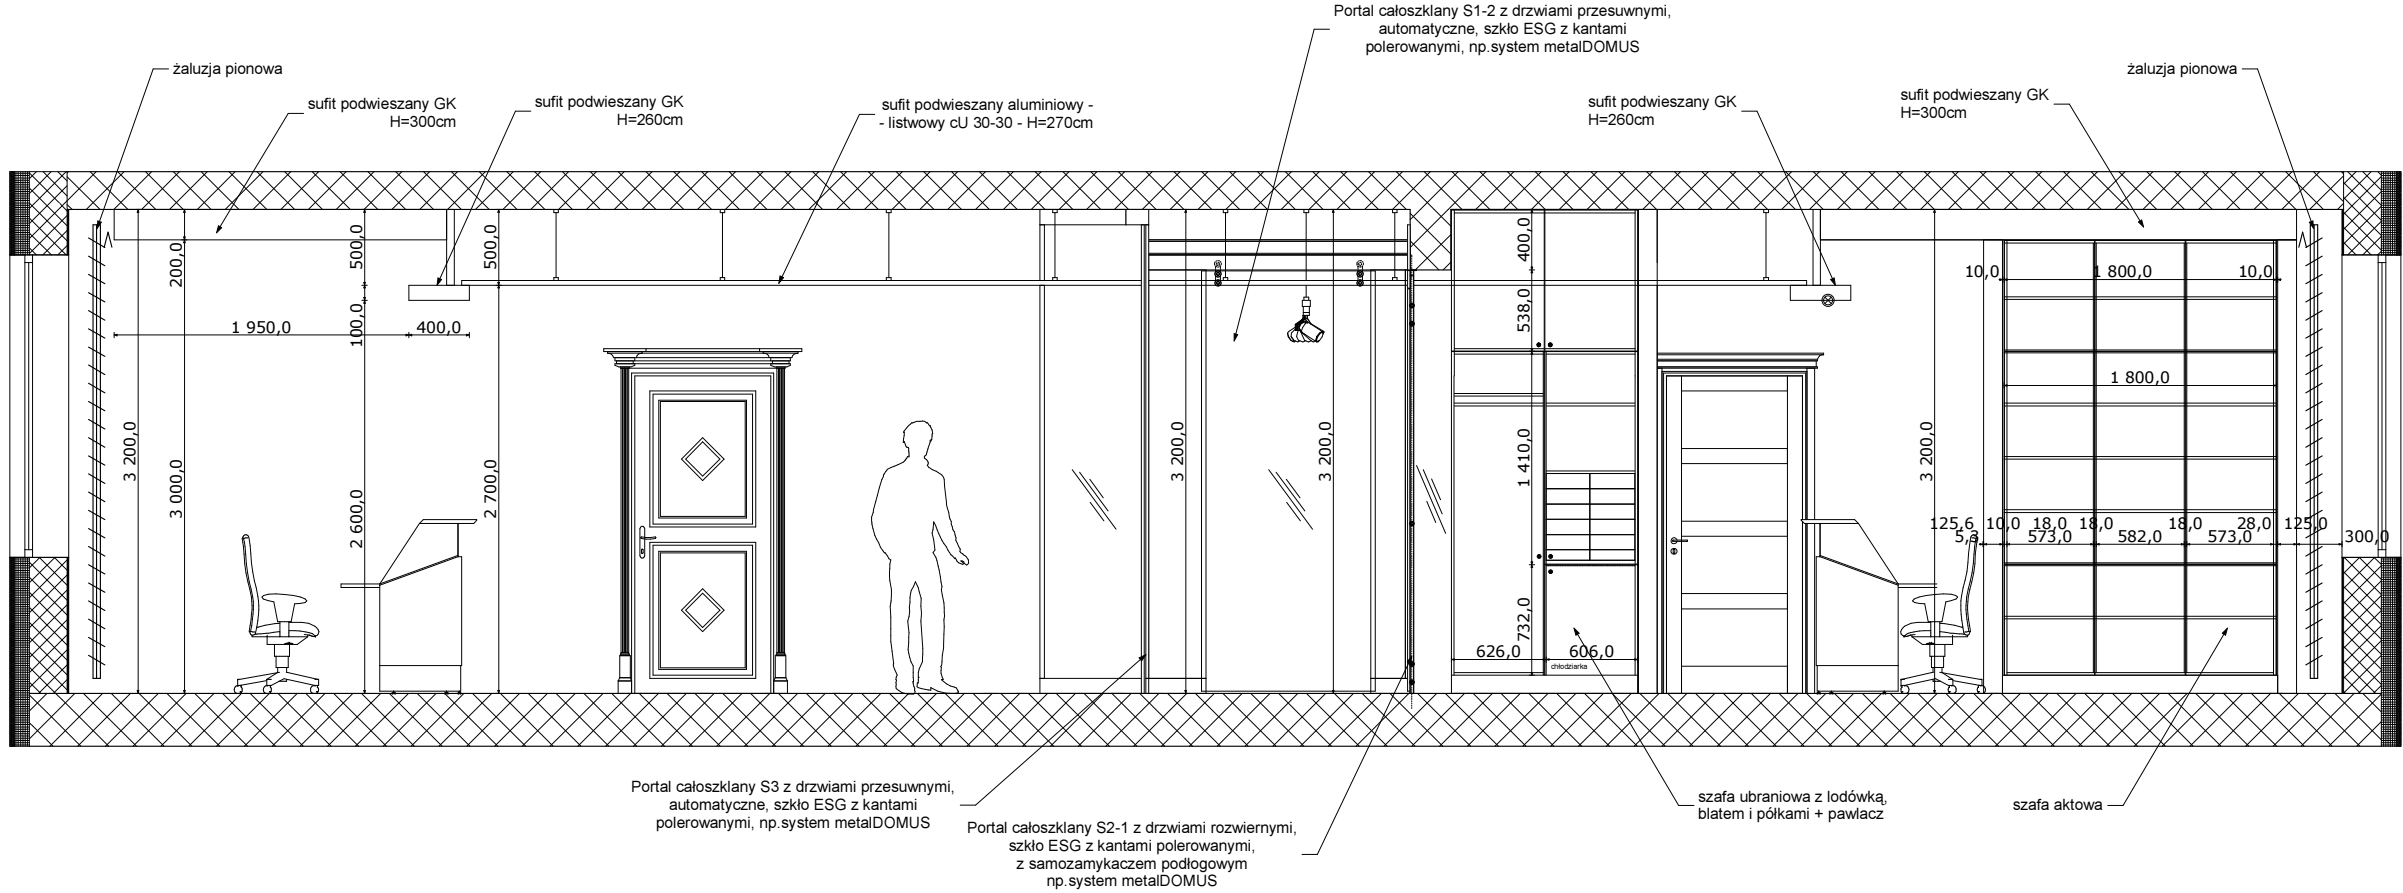 Portal całoszklany S1-2 z drzwiami przesuwnymi,
automatyczne, szkło ESG z kantami
polerowanymi, np.system metalDOMUS
żaluzja pionowa
sufit podwieszany GK
H=300cm
sufit podwieszany GK
H=260cm
sufit podwieszany aluminiowy -
- listwowy cU 30-30 - H=270cm
sufit podwieszany GK
H=260cm
sufit podwieszany GK
H=300cm
żaluzja pionowa
200,0
500,0
500,0
100,0
1 950,0
400,0
3 200,0
3 000,0
2 600,0
2 700,0
3 200,0
3 200,0
400,0
538,0
1 410,0
732,0
626,0
606,0
chłodziarka
3 200,0
10,0
1 800,0
10,0
1 800,0
125,6
10,0
18,0
18,0
18,0
28,0
125,0
5,3
573,0
582,0
573,0
300,0
Portal całoszklany S3 z drzwiami przesuwnymi,
automatyczne, szkło ESG z kantami
polerowanymi, np.system metalDOMUS
Portal całoszklany S2-1 z drzwiami rozwiernymi,
szkło ESG z kantami polerowanymi,
z samozamykaczem podłogowym
np.system metalDOMUS
szafa ubraniowa z lodówką,
blatem i półkami + pawlacz
szafa aktowa